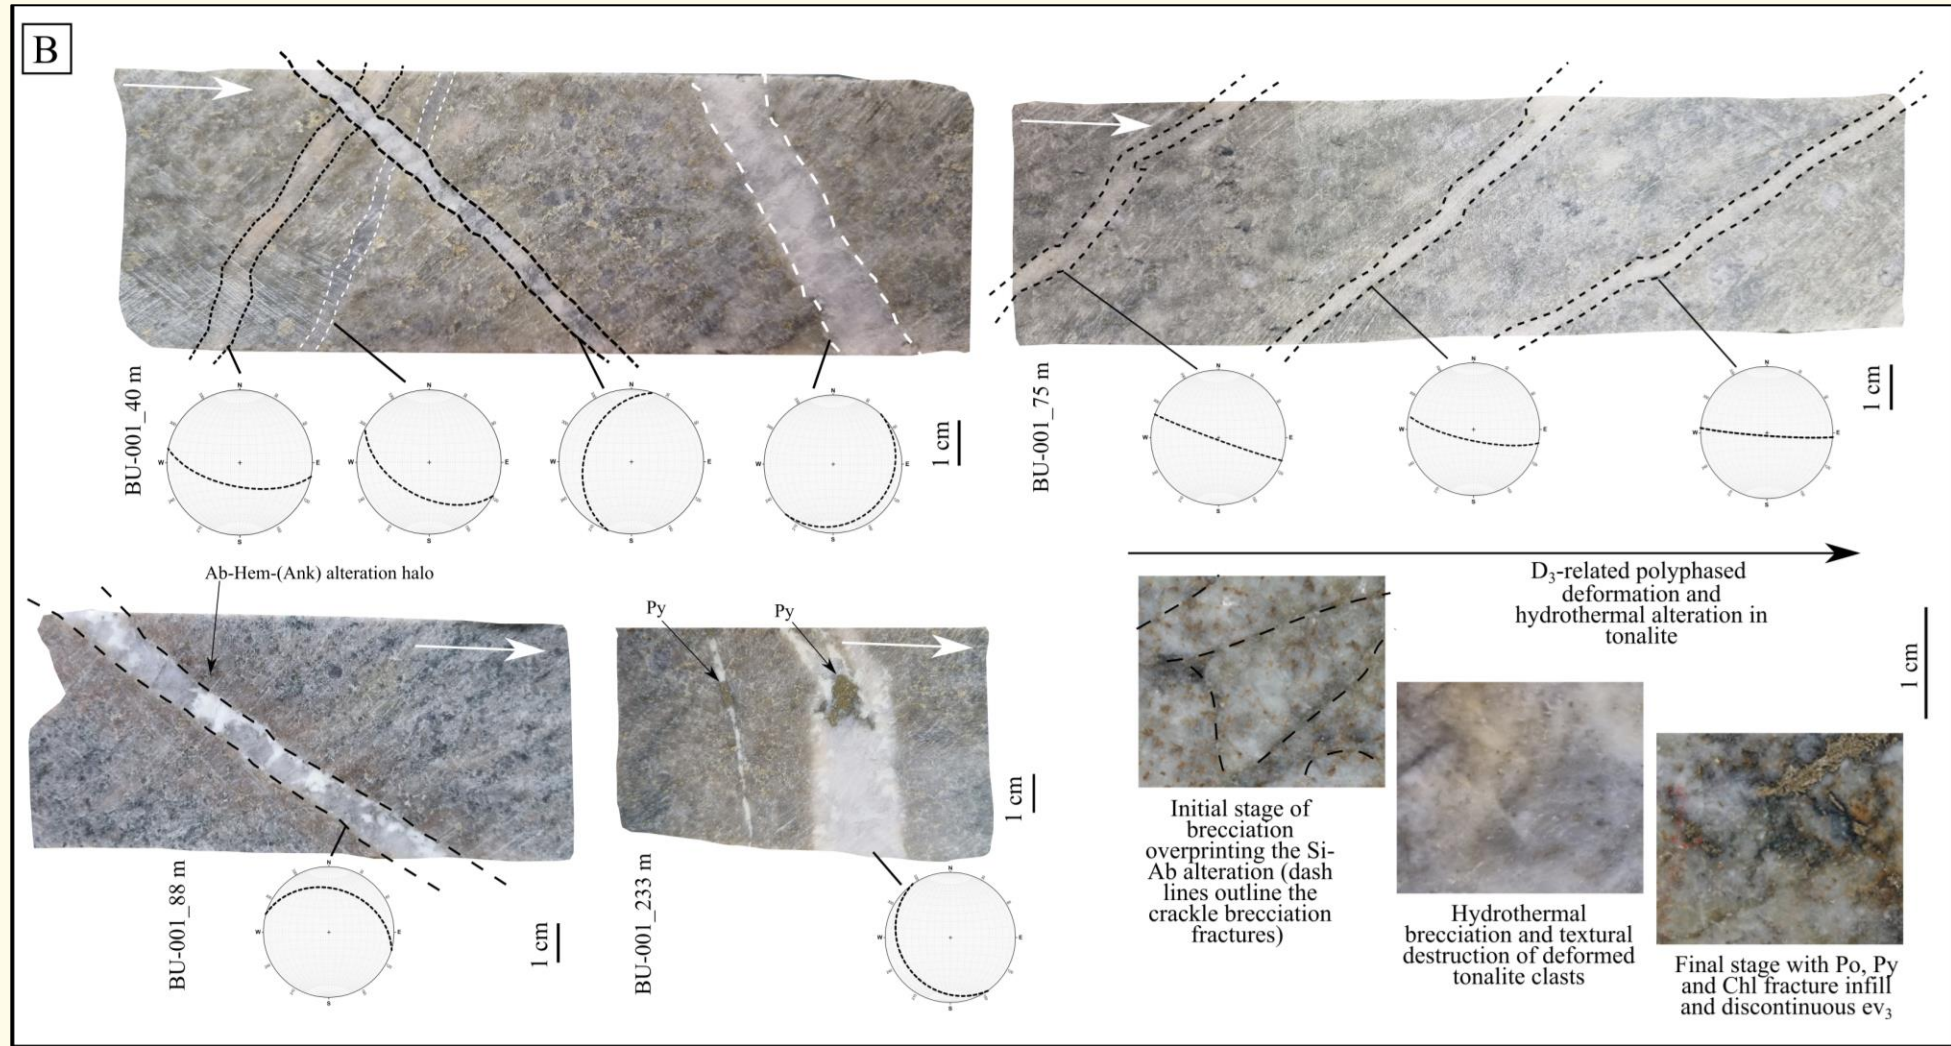 B
BU-001_40 m
N
W
E
S
N
W
E
S
N
W
E
S
N
W
E
S
1 cm
BU-001_75 m
N
W
E
S
N
W
E
S
N
W
E
S
1 cm
Ab-Hem-(Ank) alteration halo
BU-001_88 m
N
W
E
S
1 cm
Py
Py
BU-001_233 m
N
W
E
S
1 cm
D₃-related polyphased
deformation and
hydrothermal alteration in
tonalite
1 cm
Initial stage of
brecciation
overprinting the Si-
Ab alteration (dash
lines outline the
crackle brecciation
fractures)
Hydrothermal
brecciation and textural
destruction of deformed
tonalite clasts
Final stage with Po, Py
and Chl fracture infill
and discontinuous ev₃